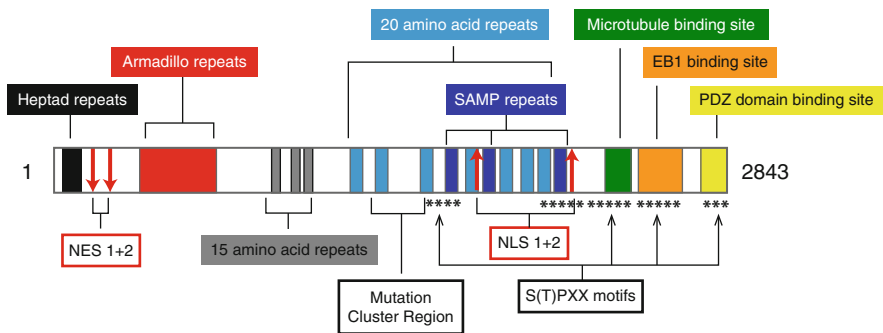 20 amino acid repeats
Microtubule binding site
Armadillo repeats
EB1 binding site
Heptad repeats
SAMP repeats
PDZ domain binding site
1
2843
**** ***** ***** ***** ***
NES 1+2
15 amino acid repeats
NLS 1+2
Mutation
Cluster Region
S(T)PXX motifs